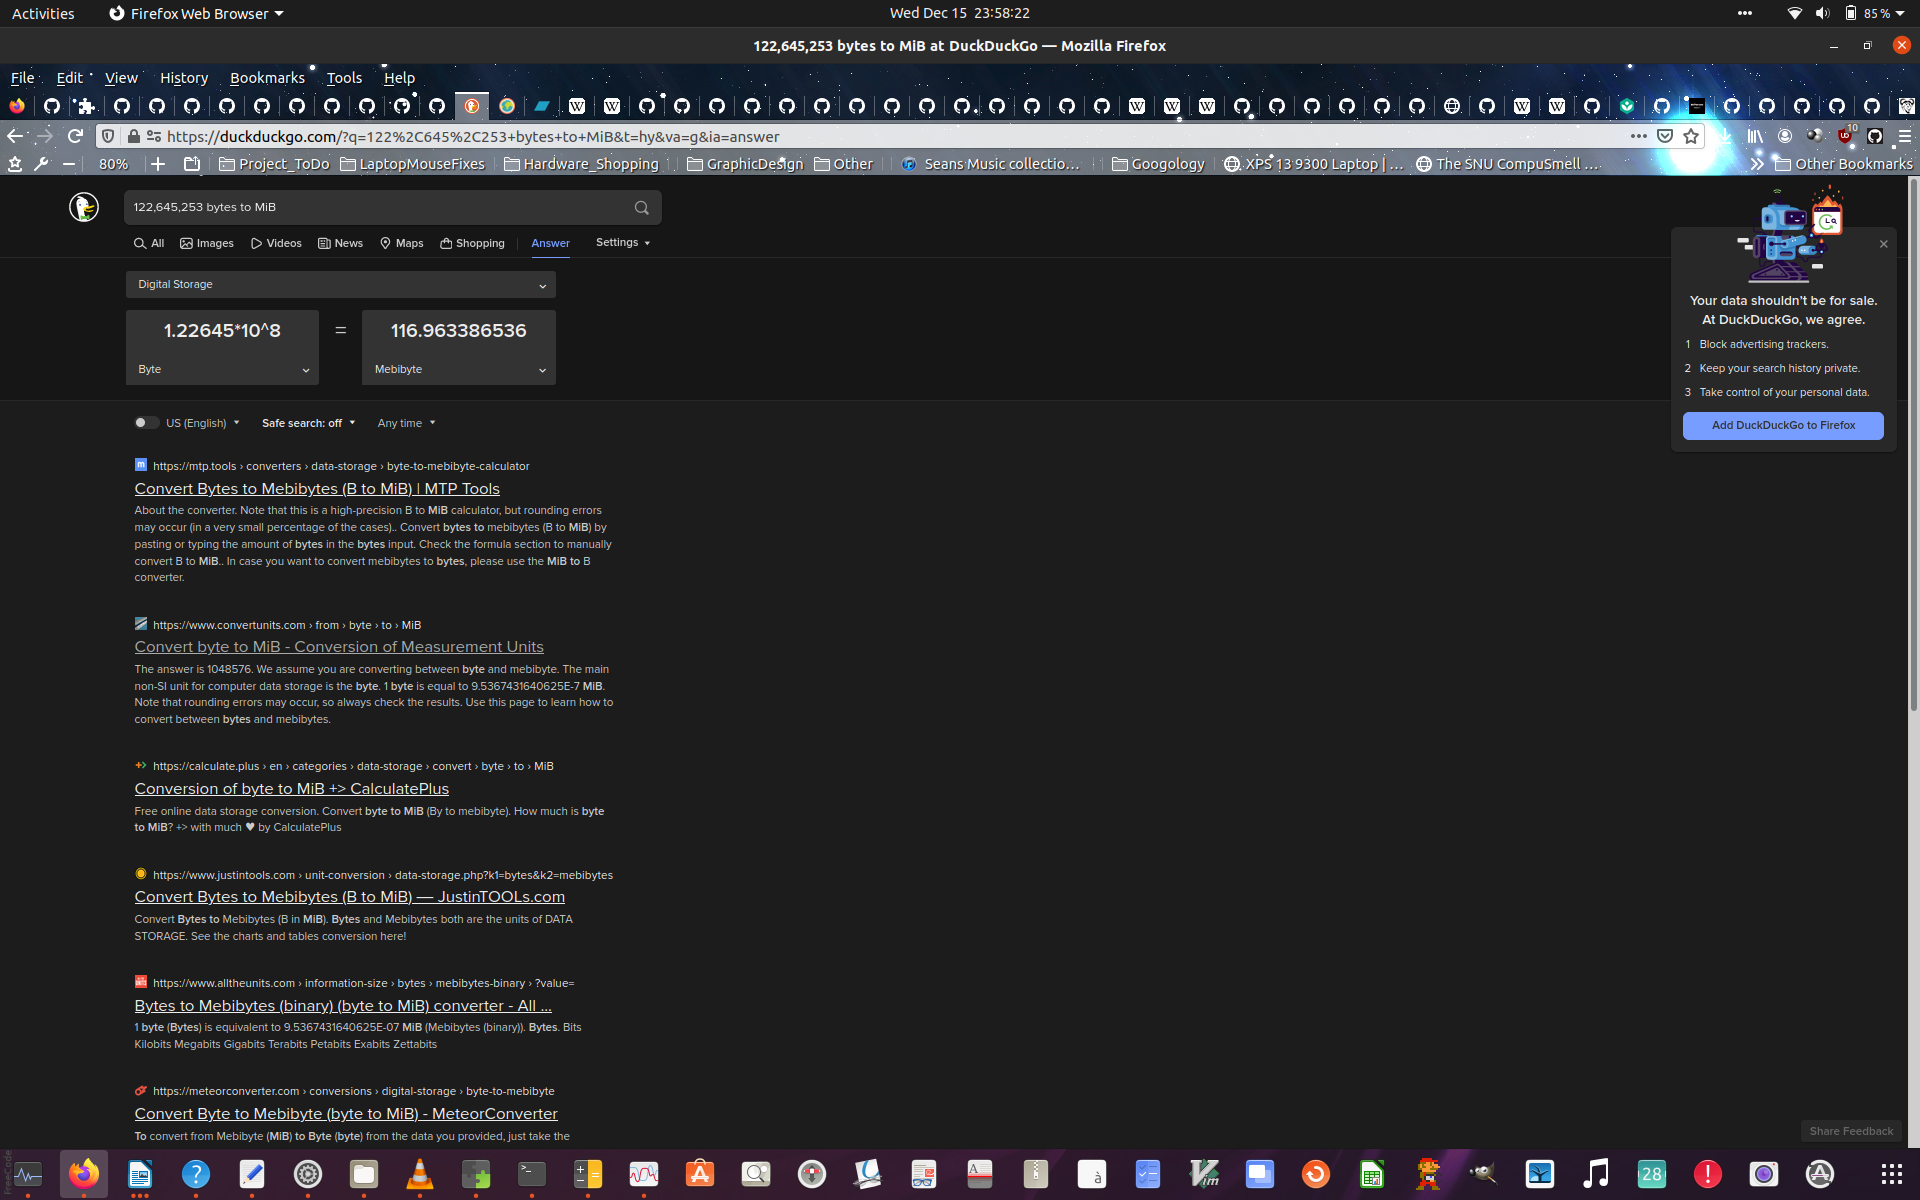 Activities
Firefox Web Browser
Wed Dec 15 23:58:22
85 %
122,645,253 bytes to MiB at DuckDuckGo — Mozilla Firefox
File Edit View History Bookmarks Tools Help
https://duckduckgo.com/?q=122%2C645%2C253+bytes+to+MiB&t=hy&va=g&ia=answer
10
80%
Project_ToDo
LaptopMouseFixes
Hardware_Shopping
GraphicDesign
Other
Seans Music collectio…
Googology
XPS 13 9300 Laptop | …
The SNU CompuSmell …
Other Bookmarks
122,645,253 bytes to MiB
All Images Videos News Maps Shopping Answer Settings
Digital Storage
1.22645*10^8 = 116.963386536
Byte Mebibyte
US (English) Safe search: off Any time
Your data shouldn't be for sale.
At DuckDuckGo, we agree.
1 Block advertising trackers.
2 Keep your search history private.
3 Take control of your personal data.
Add DuckDuckGo to Firefox
https://mtp.tools › converters › data-storage › byte-to-mebibyte-calculator
Convert Bytes to Mebibytes (B to MiB) | MTP Tools
About the converter. Note that this is a high-precision B to MiB calculator, but rounding errors
may occur (in a very small percentage of the cases).. Convert bytes to mebibytes (B to MiB) by
pasting or typing the amount of bytes in the bytes input. Check the formula section to manually
convert B to MiB.. In case you want to convert mebibytes to bytes, please use the MiB to B
converter.
https://www.convertunits.com › from › byte › to › MiB
Convert byte to MiB - Conversion of Measurement Units
The answer is 1048576. We assume you are converting between byte and mebibyte. The main
non-SI unit for computer data storage is the byte. 1 byte is equal to 9.5367431640625E-7 MiB.
Note that rounding errors may occur, so always check the results. Use this page to learn how to
convert between bytes and mebibytes.
https://calculate.plus › en › categories › data-storage › convert › byte › to › MiB
Conversion of byte to MiB +> CalculatePlus
Free online data storage conversion. Convert byte to MiB (By to mebibyte). How much is byte
to MiB? +> with much ♥ by CalculatePlus
https://www.justintools.com › unit-conversion › data-storage.php?k1=bytes&k2=mebibytes
Convert Bytes to Mebibytes (B to MiB) — JustinTOOLs.com
Convert Bytes to Mebibytes (B in MiB). Bytes and Mebibytes both are the units of DATA
STORAGE. See the charts and tables conversion here!
https://www.alltheunits.com › information-size › bytes › mebibytes-binary › ?value=
Bytes to Mebibytes (binary) (byte to MiB) converter - All ...
1 byte (Bytes) is equivalent to 9.5367431640625E-07 MiB (Mebibytes (binary)). Bytes. Bits
Kilobits Megabits Gigabits Terabits Petabits Exabits Zettabits
https://meteorconverter.com › conversions › digital-storage › byte-to-mebibyte
Convert Byte to Mebibyte (byte to MiB) - MeteorConverter
To convert from Mebibyte (MiB) to Byte (byte) from the data you provided, just take the
Share Feedback
28